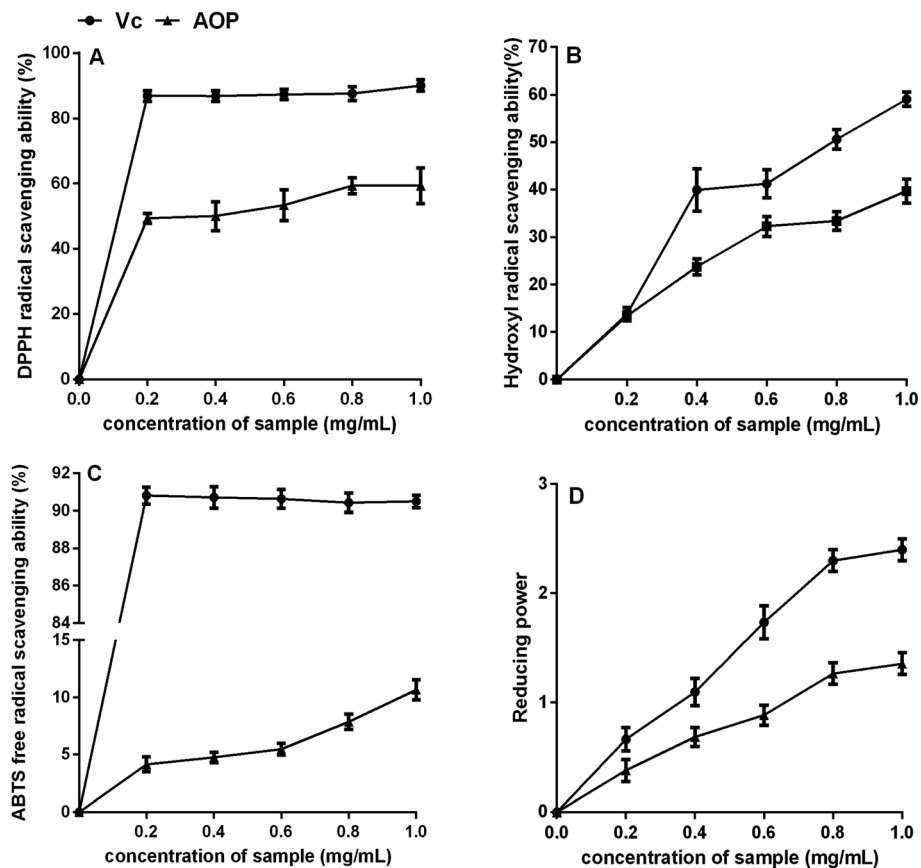 Vc AOP
A
DPPH radical scavenging ability (%)
100
80
60
40
20
0
0.0 0.2 0.4 0.6 0.8 1.0
concentration of sample (mg/mL)
B
Hydroxyl radical scavenging ability(%)
70
60
50
40
30
20
10
0
0.0 0.2 0.4 0.6 0.8 1.0
concentration of sample (mg/mL)
C
ABTS free radical scavenging ability (%)
92
90
88
86
84
15
10
5
0
0.2 0.4 0.6 0.8 1.0
concentration of sample (mg/mL)
D
Reducing power
3
2
1
0
0.0 0.2 0.4 0.6 0.8 1.0
concentration of sample (mg/mL)